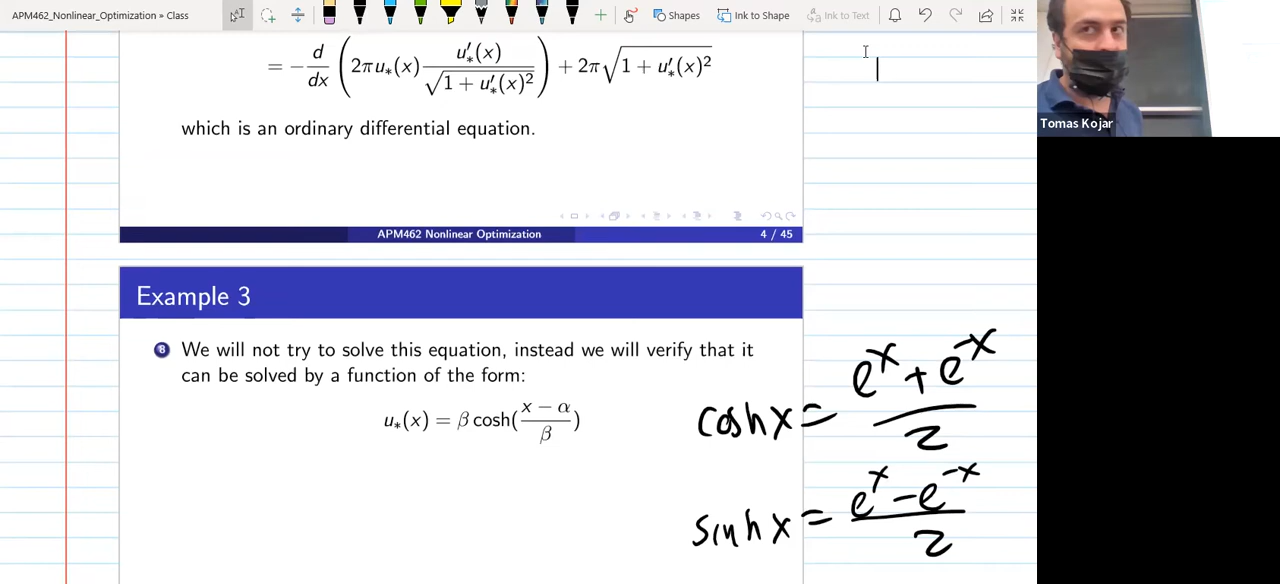 APM462_Nonlinear_Optimization » Class
Shapes
Ink to Shape
Ink to Text
= − d/dx ( 2πu∗(x) u′∗(x) / √(1 + u′∗(x)²) ) + 2π√(1 + u′∗(x)²)
which is an ordinary differential equation.
Tomas Kojar
APM462 Nonlinear Optimization
4 / 45
Example 3
8 We will not try to solve this equation, instead we will verify that it
can be solved by a function of the form:
u∗(x) = β cosh( (x − α) / β )
cosh x = (e^x + e^-x) / 2
sinh x = (e^x − e^-x) / 2